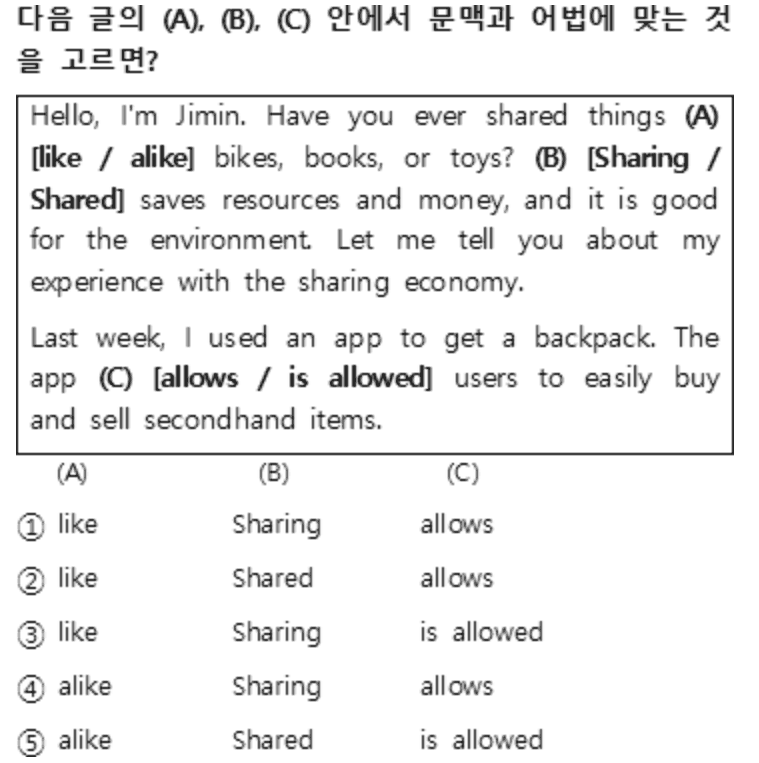 다음 글의 (A), (B), (C) 안에서 문맥과 어법에 맞는 것
을 고르면?
Hello, I'm Jimin. Have you ever shared things (A)
[like / alike] bikes, books, or toys? (B) [Sharing /
Shared] saves resources and money, and it is good
for the environment. Let me tell you about my
experience with the sharing economy.
Last week, I used an app to get a backpack. The
app (C) [allows / is allowed] users to easily buy
and sell secondhand items.
(A) (B) (C)
① like Sharing allows
② like Shared allows
③ like Sharing is allowed
④ alike Sharing allows
⑤ alike Shared is allowed